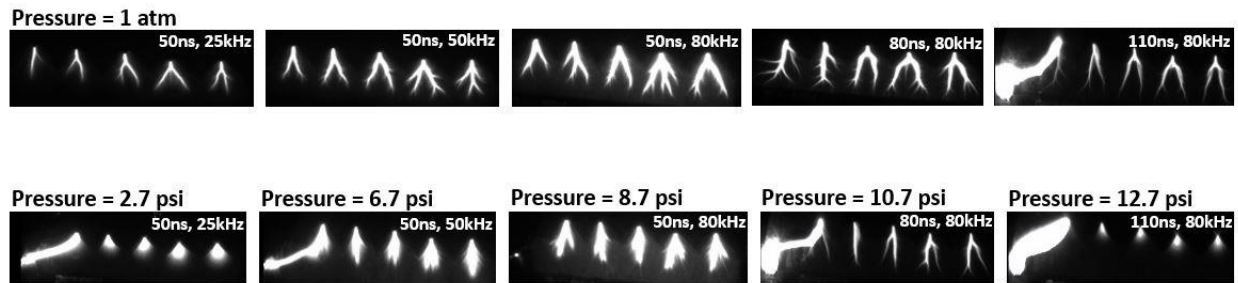 Pressure = 1 atm
50ns, 25kHz
50ns, 50kHz
50ns, 80kHz
80ns, 80kHz
110ns, 80kHz
Pressure = 2.7 psi
Pressure = 6.7 psi
Pressure = 8.7 psi
Pressure = 10.7 psi
Pressure = 12.7 psi
50ns, 25kHz
50ns, 50kHz
50ns, 80kHz
80ns, 80kHz
110ns, 80kHz